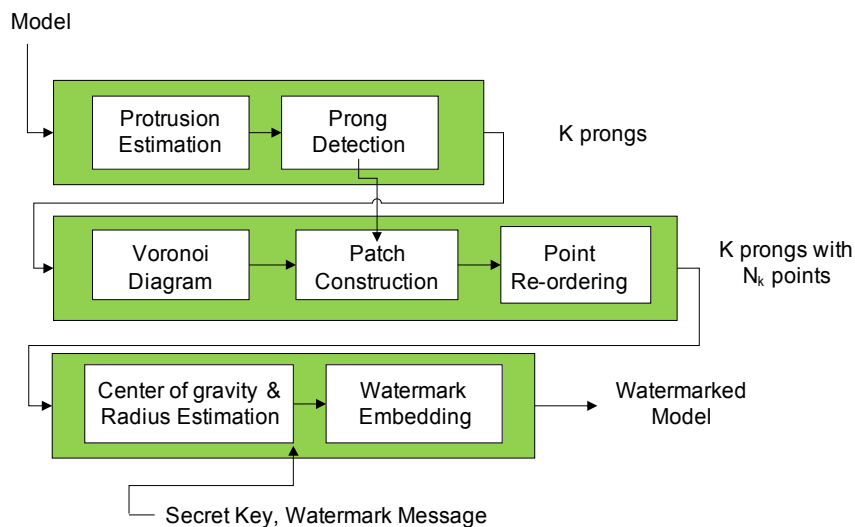 Model
Protrusion
Estimation
Prong
Detection
K prongs
Voronoi
Diagram
Patch
Construction
Point
Re-ordering
K prongs with
Nₖ points
Center of gravity &
Radius Estimation
Watermark
Embedding
Watermarked
Model
Secret Key, Watermark Message